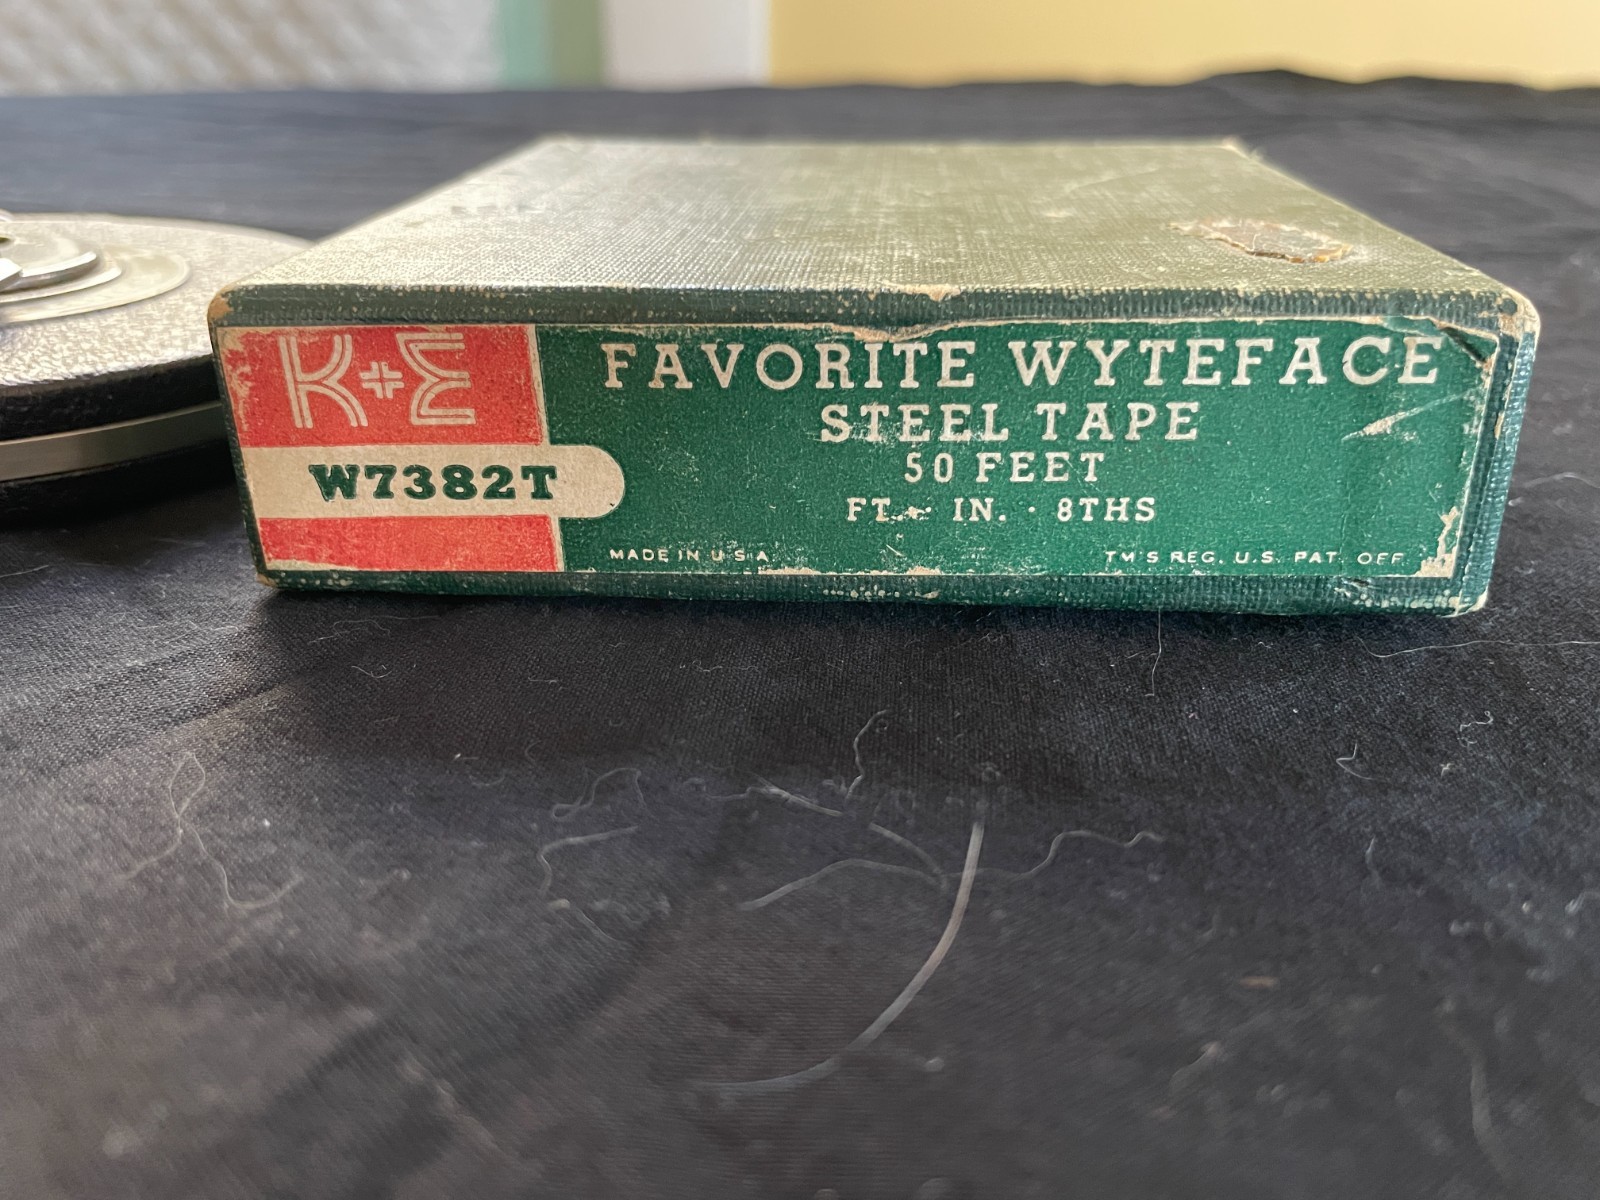 K+E
W7382T
FAVORITE WYTEFACE
STEEL TAPE
50 FEET
FT. · IN. · 8THS
MADE IN U.S.A.
TM'S REG. U.S. PAT. OFF.